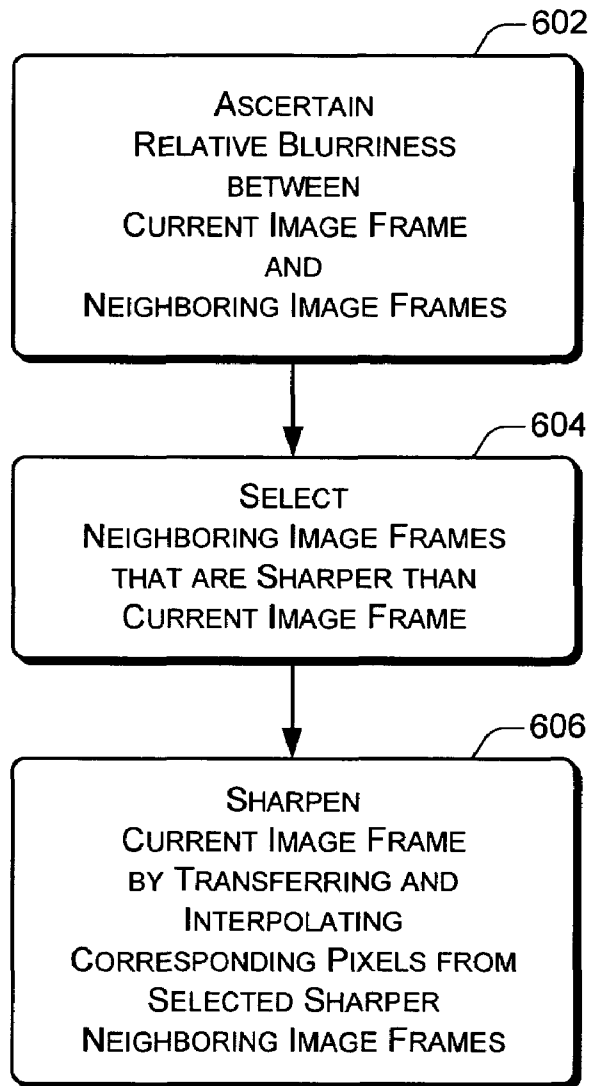 602
ASCERTAIN
RELATIVE BLURRINESS
BETWEEN
CURRENT IMAGE FRAME
AND
NEIGHBORING IMAGE FRAMES
604
SELECT
NEIGHBORING IMAGE FRAMES
THAT ARE SHARPER THAN
CURRENT IMAGE FRAME
606
SHARPEN
CURRENT IMAGE FRAME
BY TRANSFERRING AND
INTERPOLATING
CORRESPONDING PIXELS FROM
SELECTED SHARPER
NEIGHBORING IMAGE FRAMES